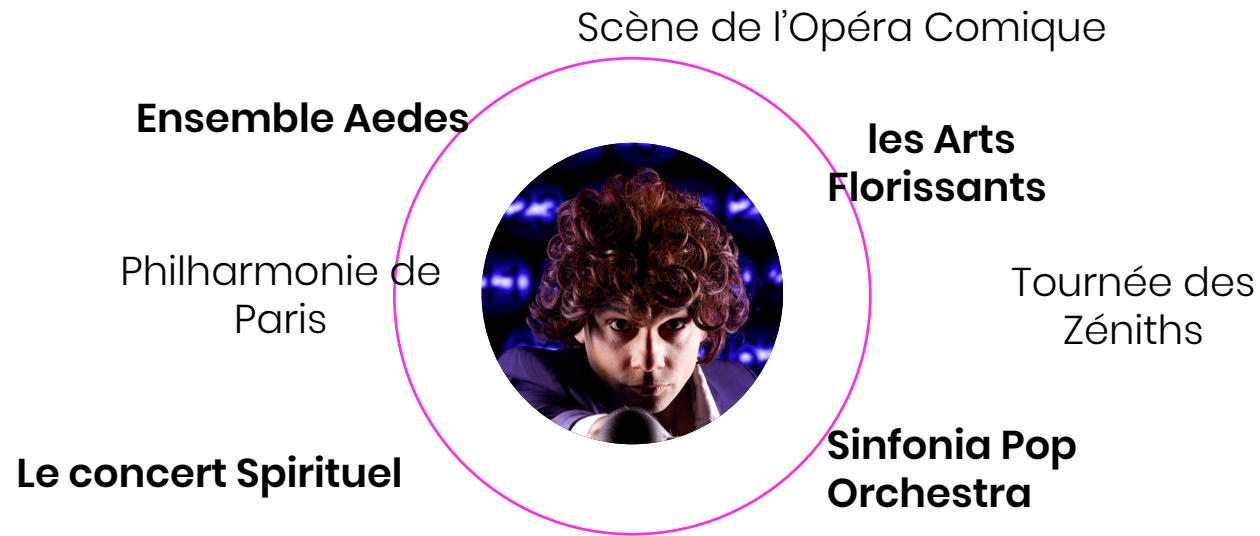 Scène de l’Opéra Comique
Ensemble Aedes
les Arts
Florissants
Philharmonie de
Paris
Tournée des
Zéniths
Le concert Spirituel
Sinfonia Pop
Orchestra